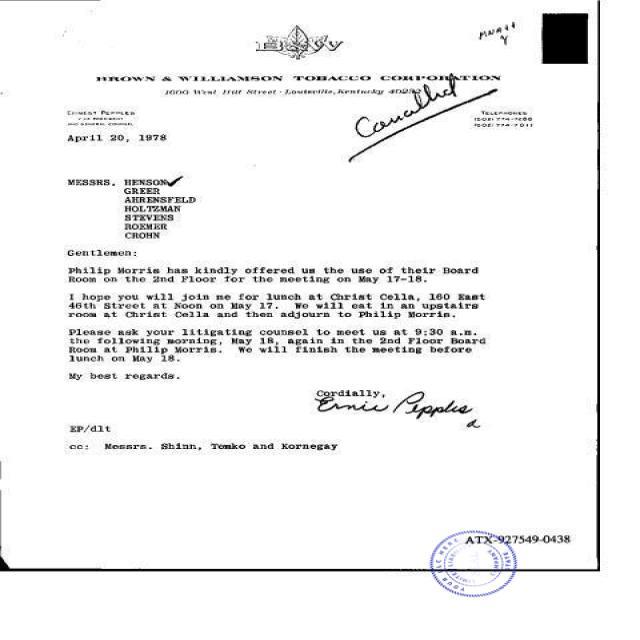 B&W
BROWN & WILLIAMSON TOBACCO CORPORATION
1600 West Hill Street · Louisville, Kentucky 40232
Cancelled
ERNEST PEPPLES
VICE PRESIDENT
AND GENERAL COUNSEL
TELEPHONES
(502) 774-7011
April 20, 1978
MESSRS. HENSON
GREER
AHRENSFELD
HOLTZMAN
STEVENS
ROEMER
CROHN
Gentlemen:
Philip Morris has kindly offered us the use of their Board
Room on the 2nd Floor for the meeting on May 17-18.
I hope you will join me for lunch at Christ Cella, 160 East
46th Street at Noon on May 17. We will eat in an upstairs
room at Christ Cella and then adjourn to Philip Morris.
Please ask your litigating counsel to meet us at 9:30 a.m.
the following morning, May 18, again in the 2nd Floor Board
Room at Philip Morris. We will finish the meeting before
lunch on May 18.
My best regards.
Cordially,
Ernie Pepples
EP/dlt
cc: Messrs. Shinn, Temko and Kornegay
ATX-927549-0438